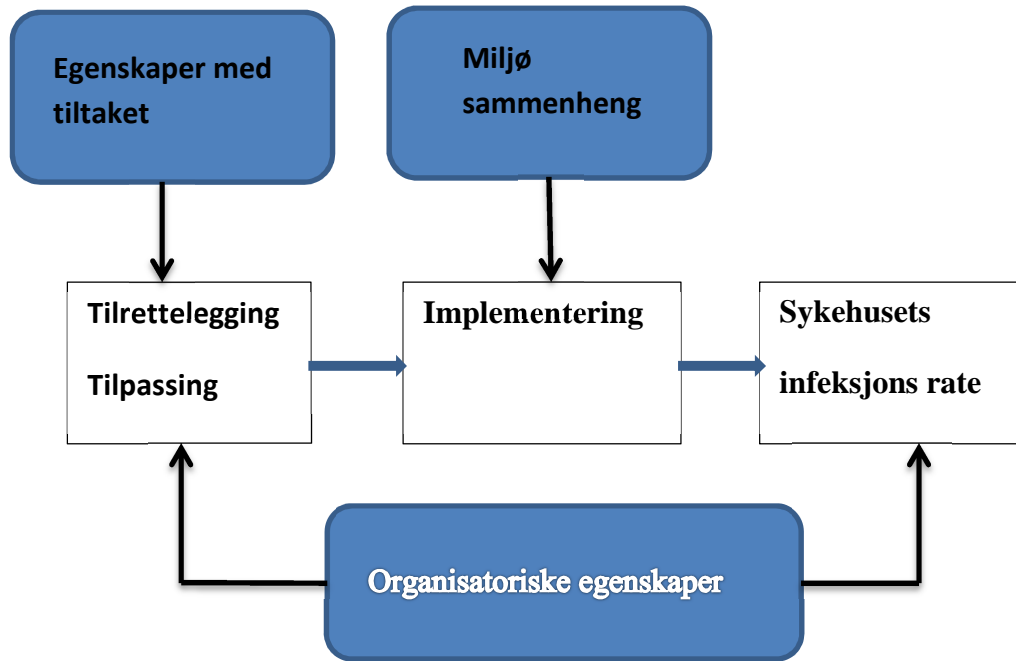 Egenskaper med
tiltaket
Miljø
sammenheng
Tilrettelegging
Tilpassing
Implementering
Sykehusets
infeksjons rate
Organisatoriske egenskaper